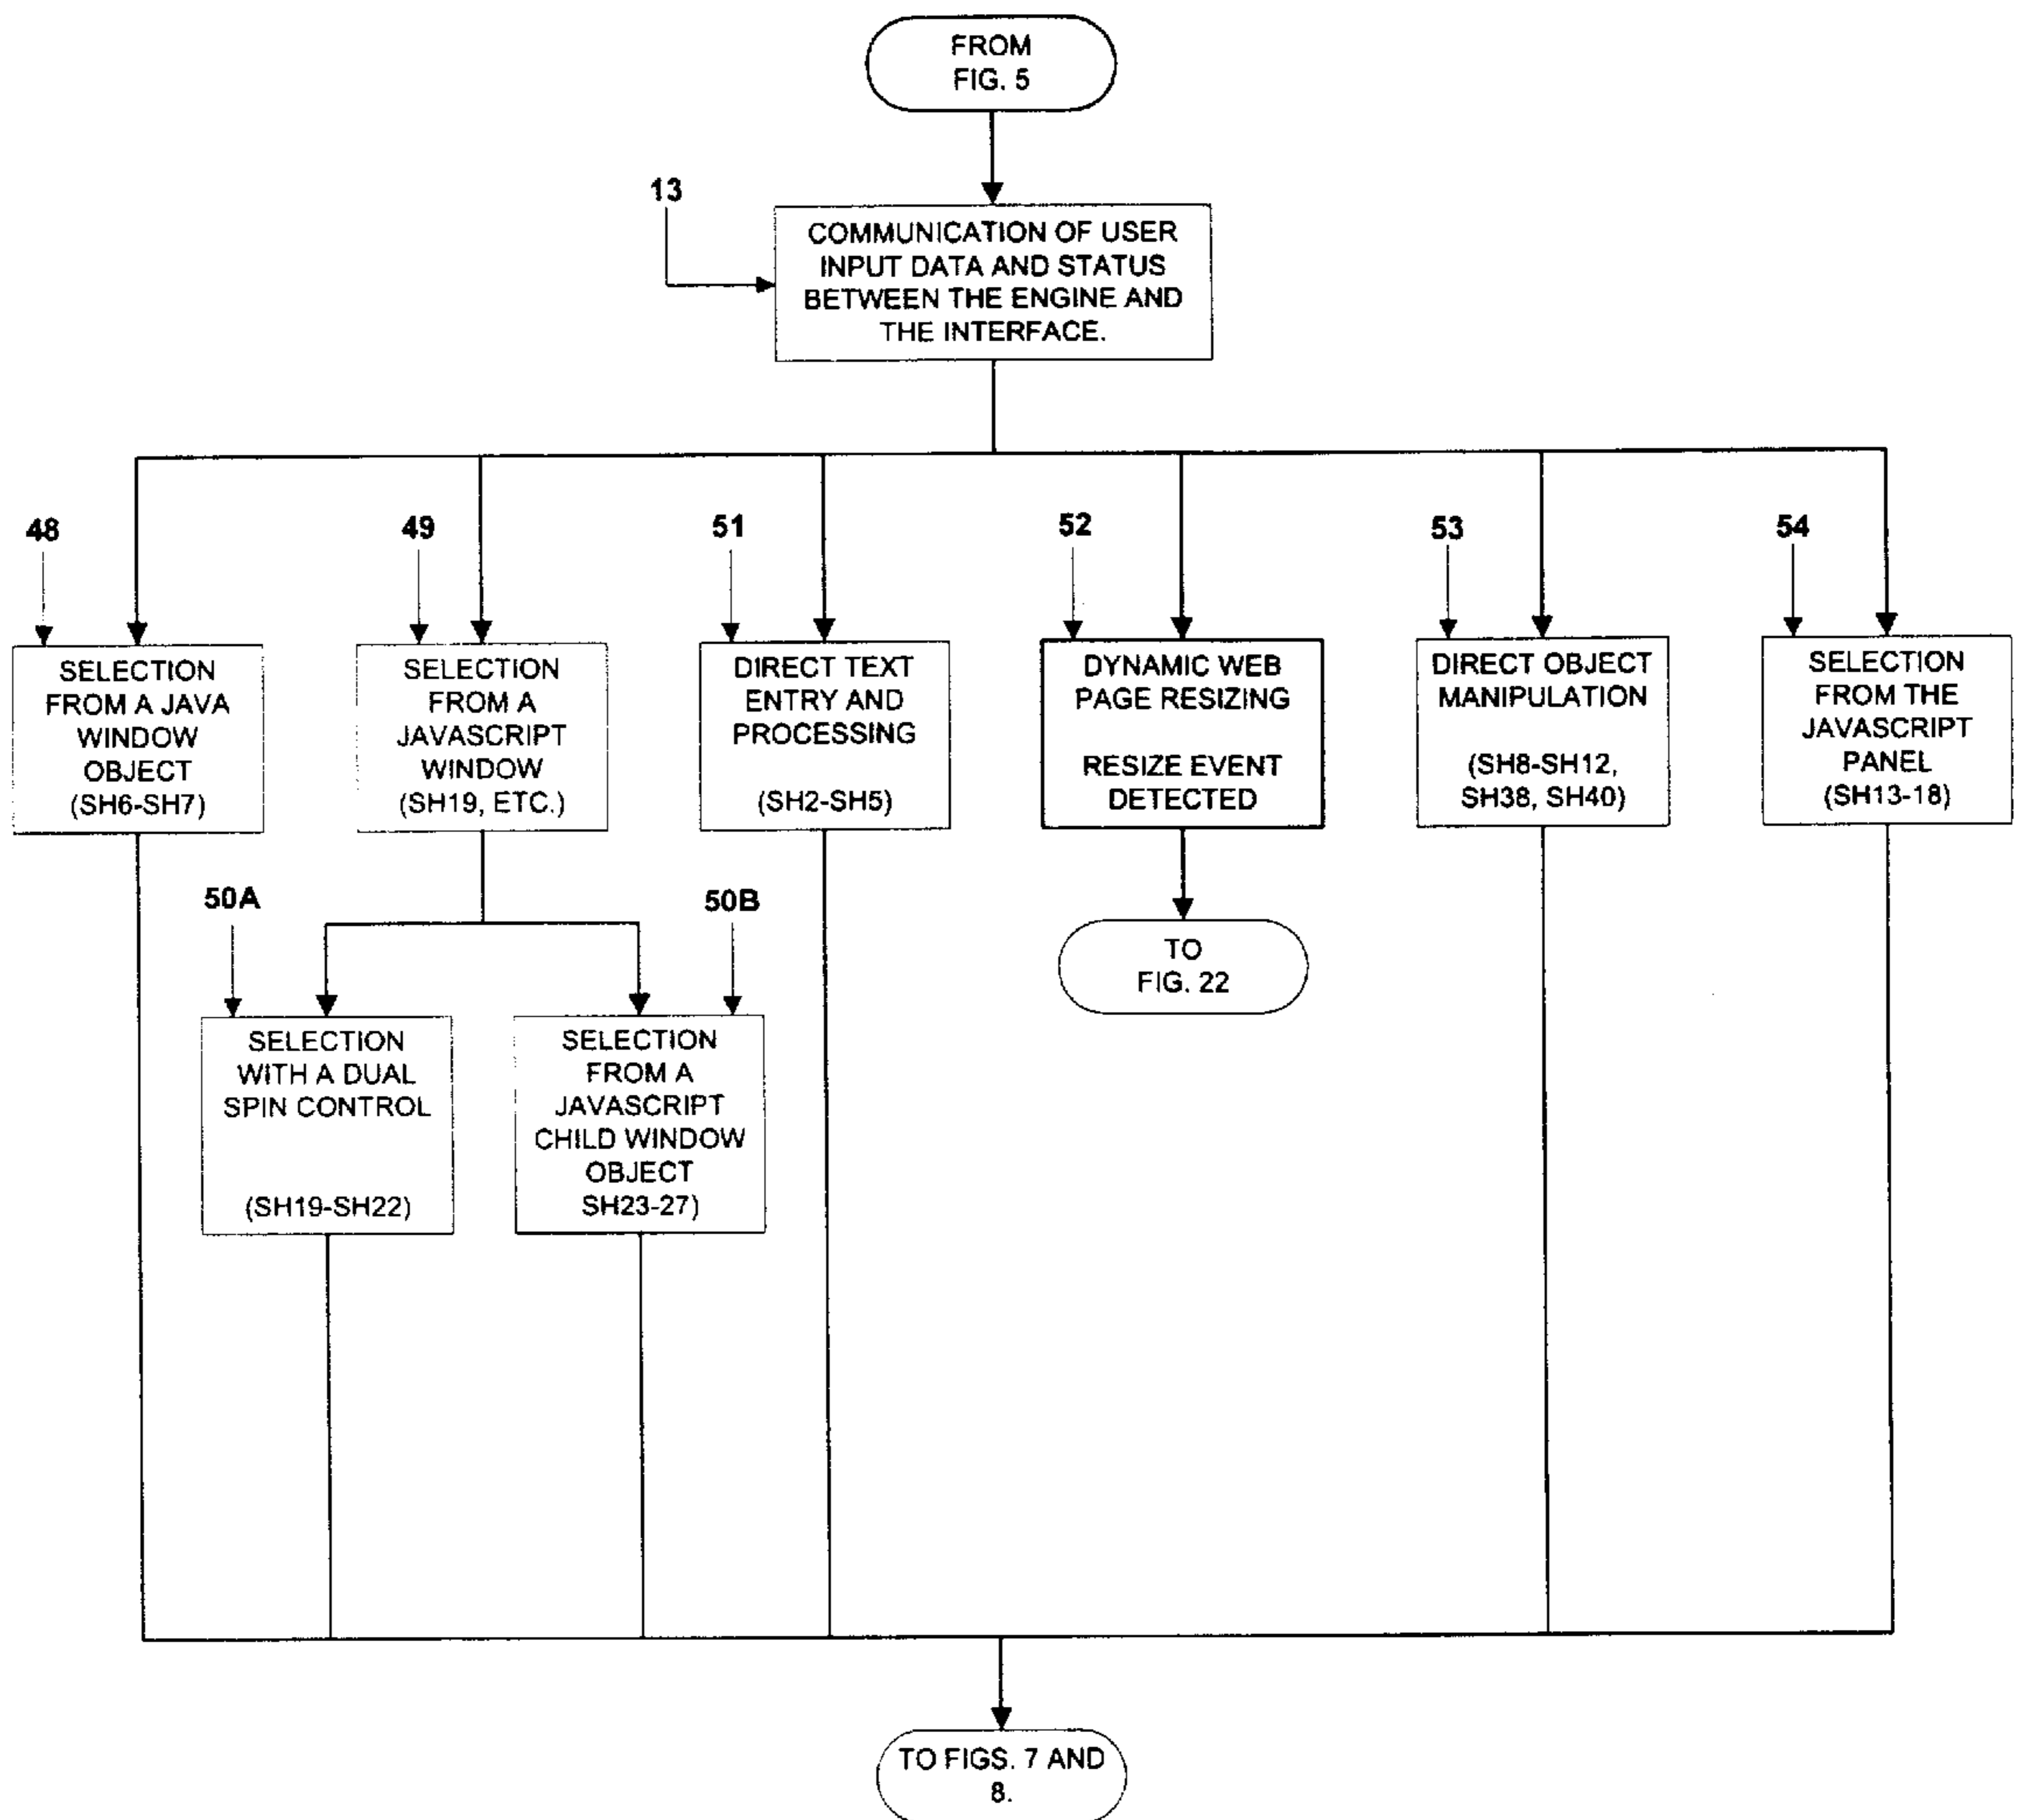 FROM
FIG. 5
13
COMMUNICATION OF USER
INPUT DATA AND STATUS
BETWEEN THE ENGINE AND
THE INTERFACE.
48
SELECTION
FROM A JAVA
WINDOW
OBJECT
(SH6-SH7)
49
SELECTION
FROM A
JAVASCRIPT
WINDOW
(SH19, ETC.)
51
DIRECT TEXT
ENTRY AND
PROCESSING
(SH2-SH5)
52
DYNAMIC WEB
PAGE RESIZING
RESIZE EVENT
DETECTED
53
DIRECT OBJECT
MANIPULATION
(SH8-SH12,
SH38, SH40)
54
SELECTION
FROM THE
JAVASCRIPT
PANEL
(SH13-18)
50A
SELECTION
WITH A DUAL
SPIN CONTROL
(SH19-SH22)
50B
SELECTION
FROM A
JAVASCRIPT
CHILD WINDOW
OBJECT
SH23-27)
TO
FIG. 22
TO FIGS. 7 AND
8.